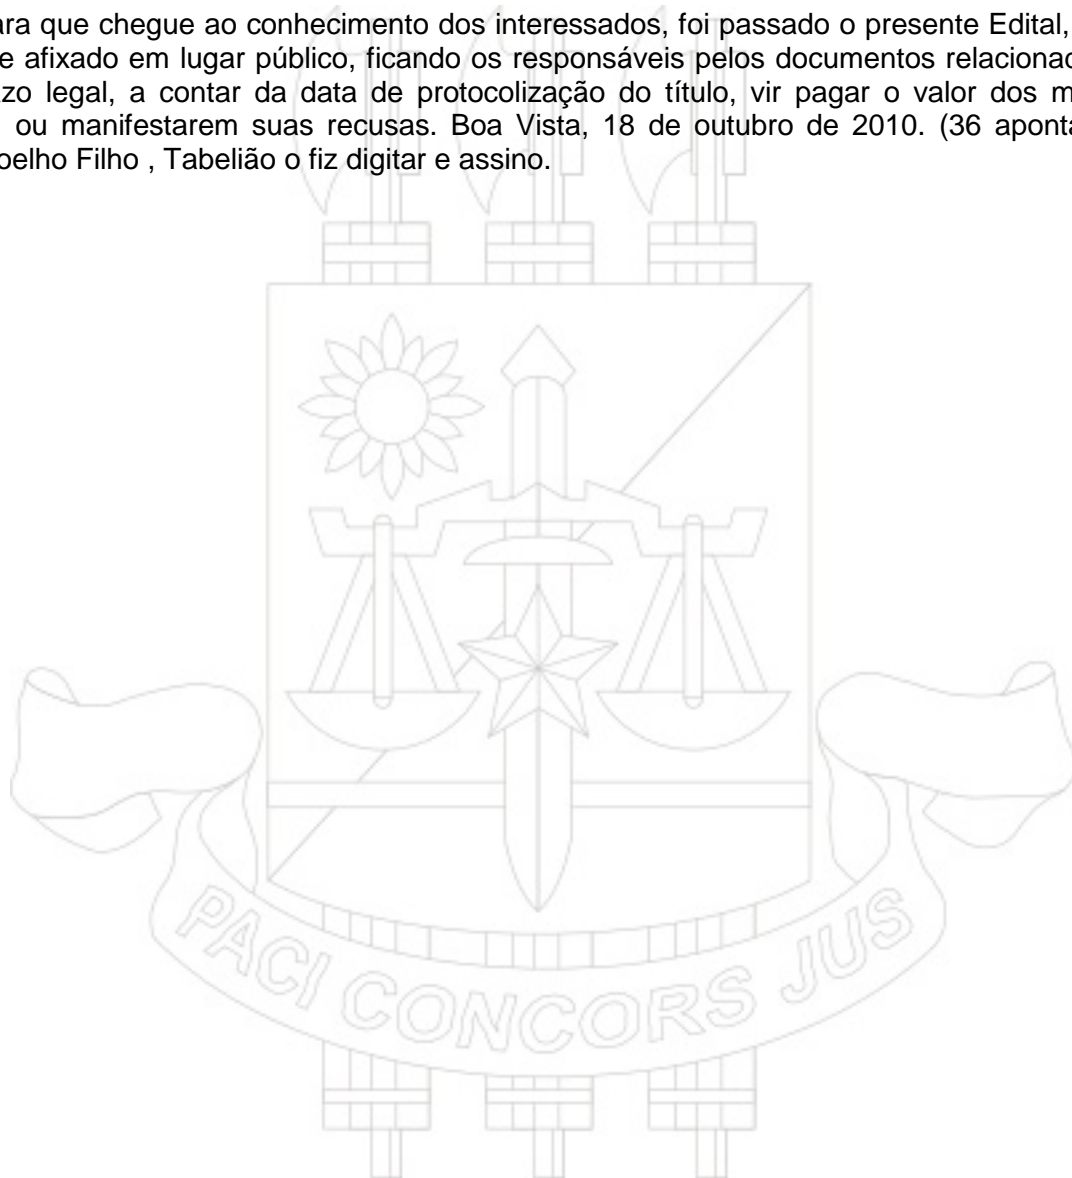 ara que chegue ao conhecimento dos interessados, foi passado o presente Edital,
e afixado em lugar público, ficando os responsáveis pelos documentos relacionad
zo legal, a contar da data de protocolização do título, vir pagar o valor dos m
ou manifestarem suas recusas. Boa Vista, 18 de outubro de 2010. (36 aponta
oelho Filho , Tabelião o fiz digitar e assino.
PACI CONCORS JUS